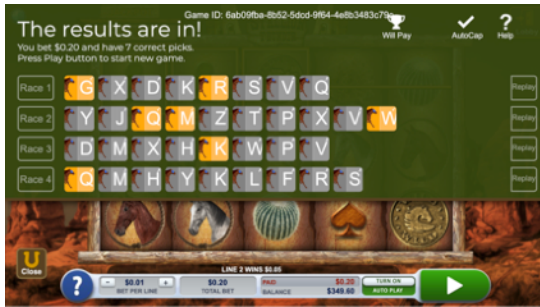 Game ID: 6ab09fba-8b52-5dcd-9f64-4e8b3483c79c
The results are in!
You bet $0.20 and have 7 correct picks.
Press Play button to start new game.
Will Pay
AutoCap
Help
Race 1 G X D K R S V Q Replay
Race 2 Y J Q M Z T P X V W Replay
Race 3 D M X H K W P V Replay
Race 4 Q M H Y K L F R S Replay
U
Close
LINE 2 WINS $0.05
?
- $0.01 +
BET PER LINE
$0.20
TOTAL BET
PAID $0.20
BALANCE $349.60
TURN ON
AUTO PLAY